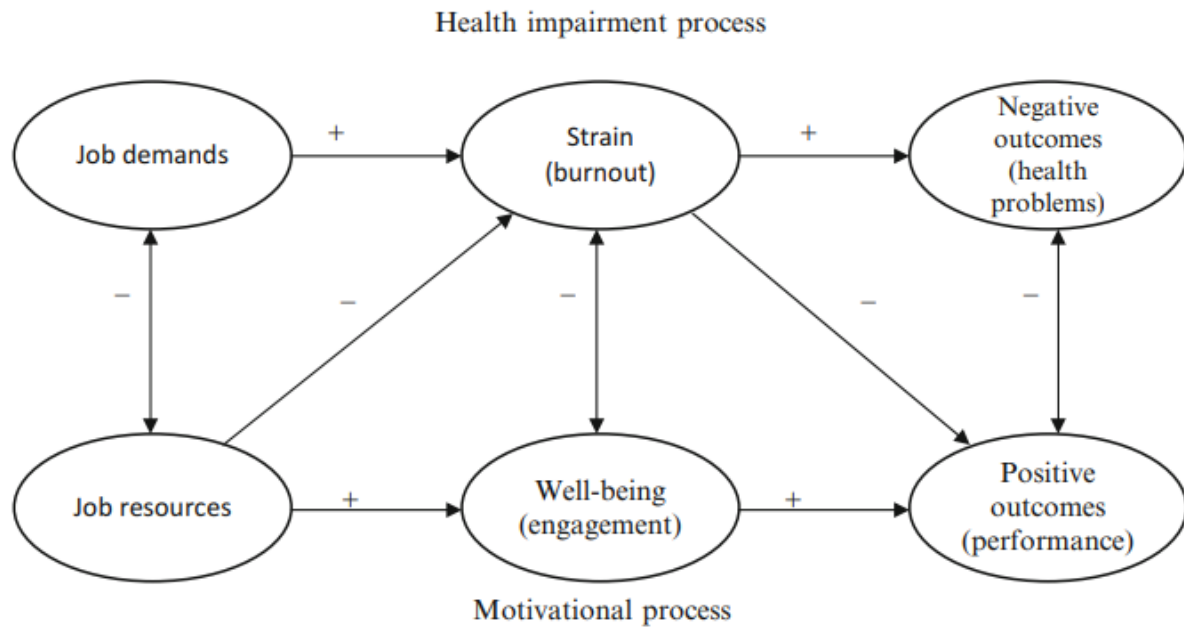 Health impairment process
Job demands
+
Strain
(burnout)
+
Negative
outcomes
(health
problems)
−
−
−
−
−
Job resources
+
Well-being
(engagement)
+
Positive
outcomes
(performance)
Motivational process